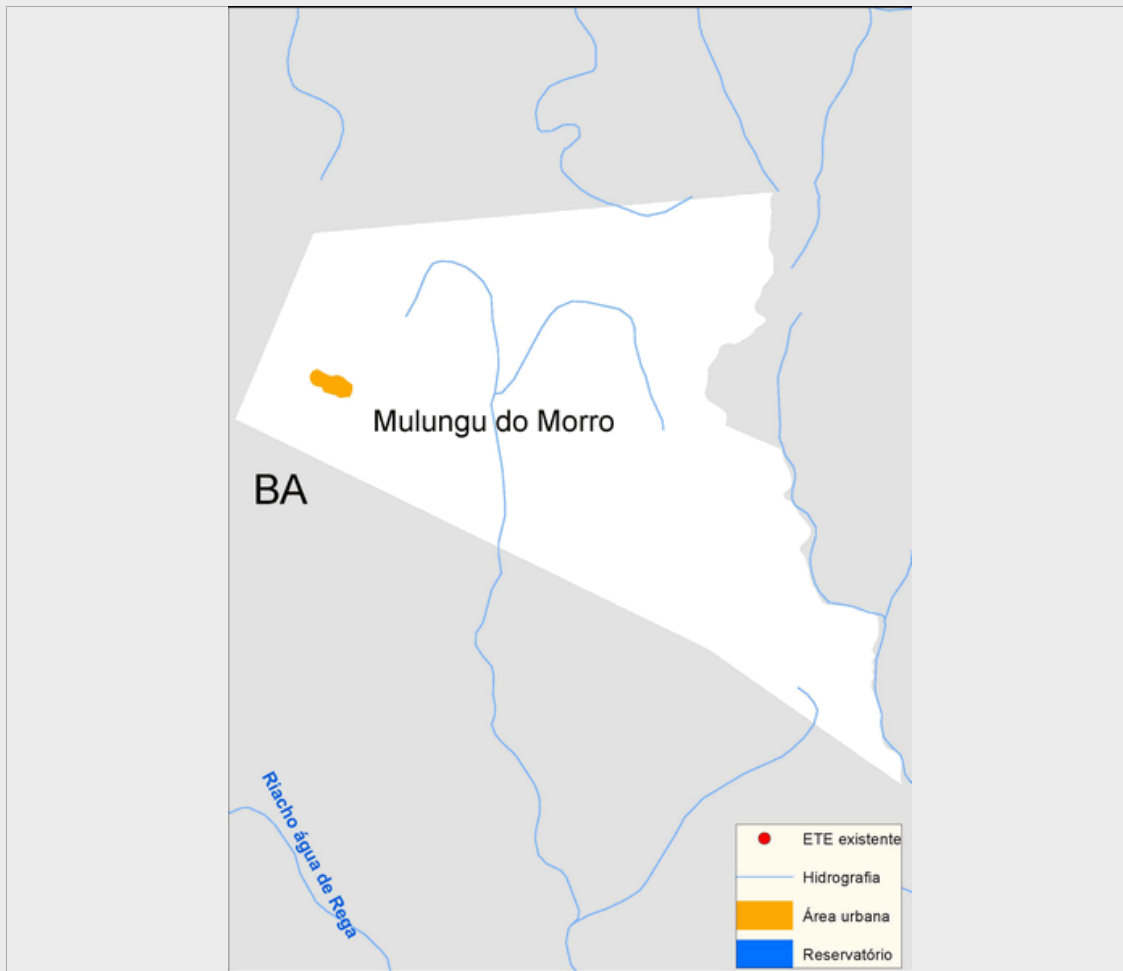 Mulungu do Morro
BA
Riacho água de Rega
ETE existente
Hidrografia
Área urbana
Reservatório